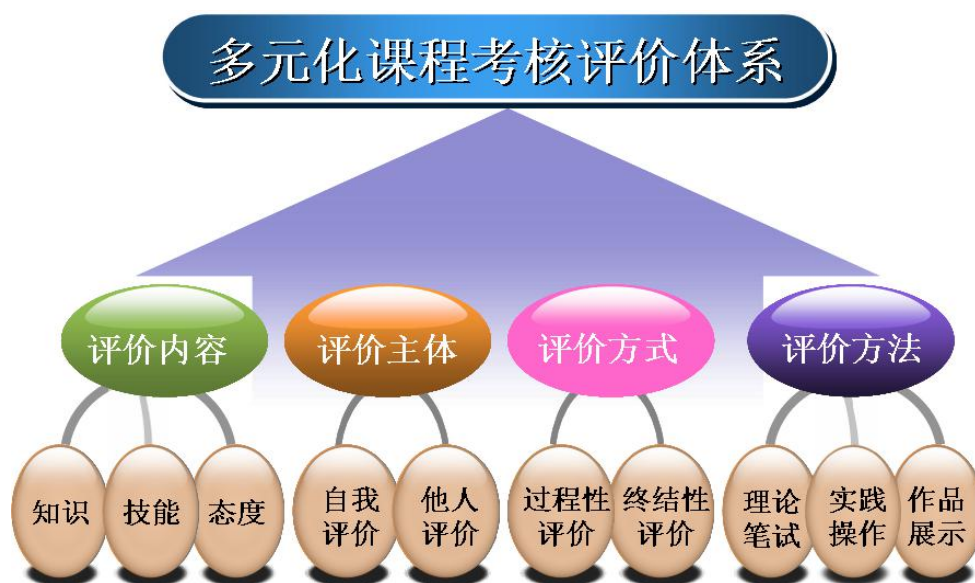 多元化课程考核评价体系
评价内容
评价主体
评价方式
评价方法
知识
技能
态度
自我
评价
他人
评价
过程性
评价
终结性
评价
理论
笔试
实践
操作
作品
展示